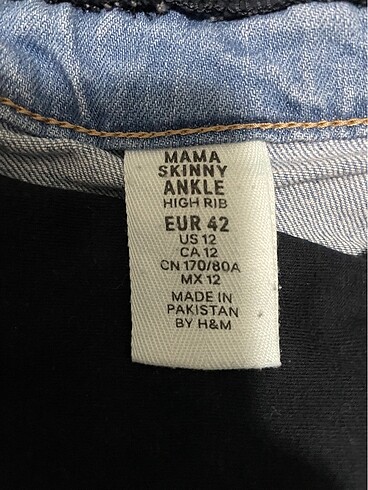 MAMA
SKINNY
ANKLE
HIGH RIB
EUR 42
US 12
CA 12
CN 170/80A
MX 12
MADE IN
PAKISTAN
BY H&M